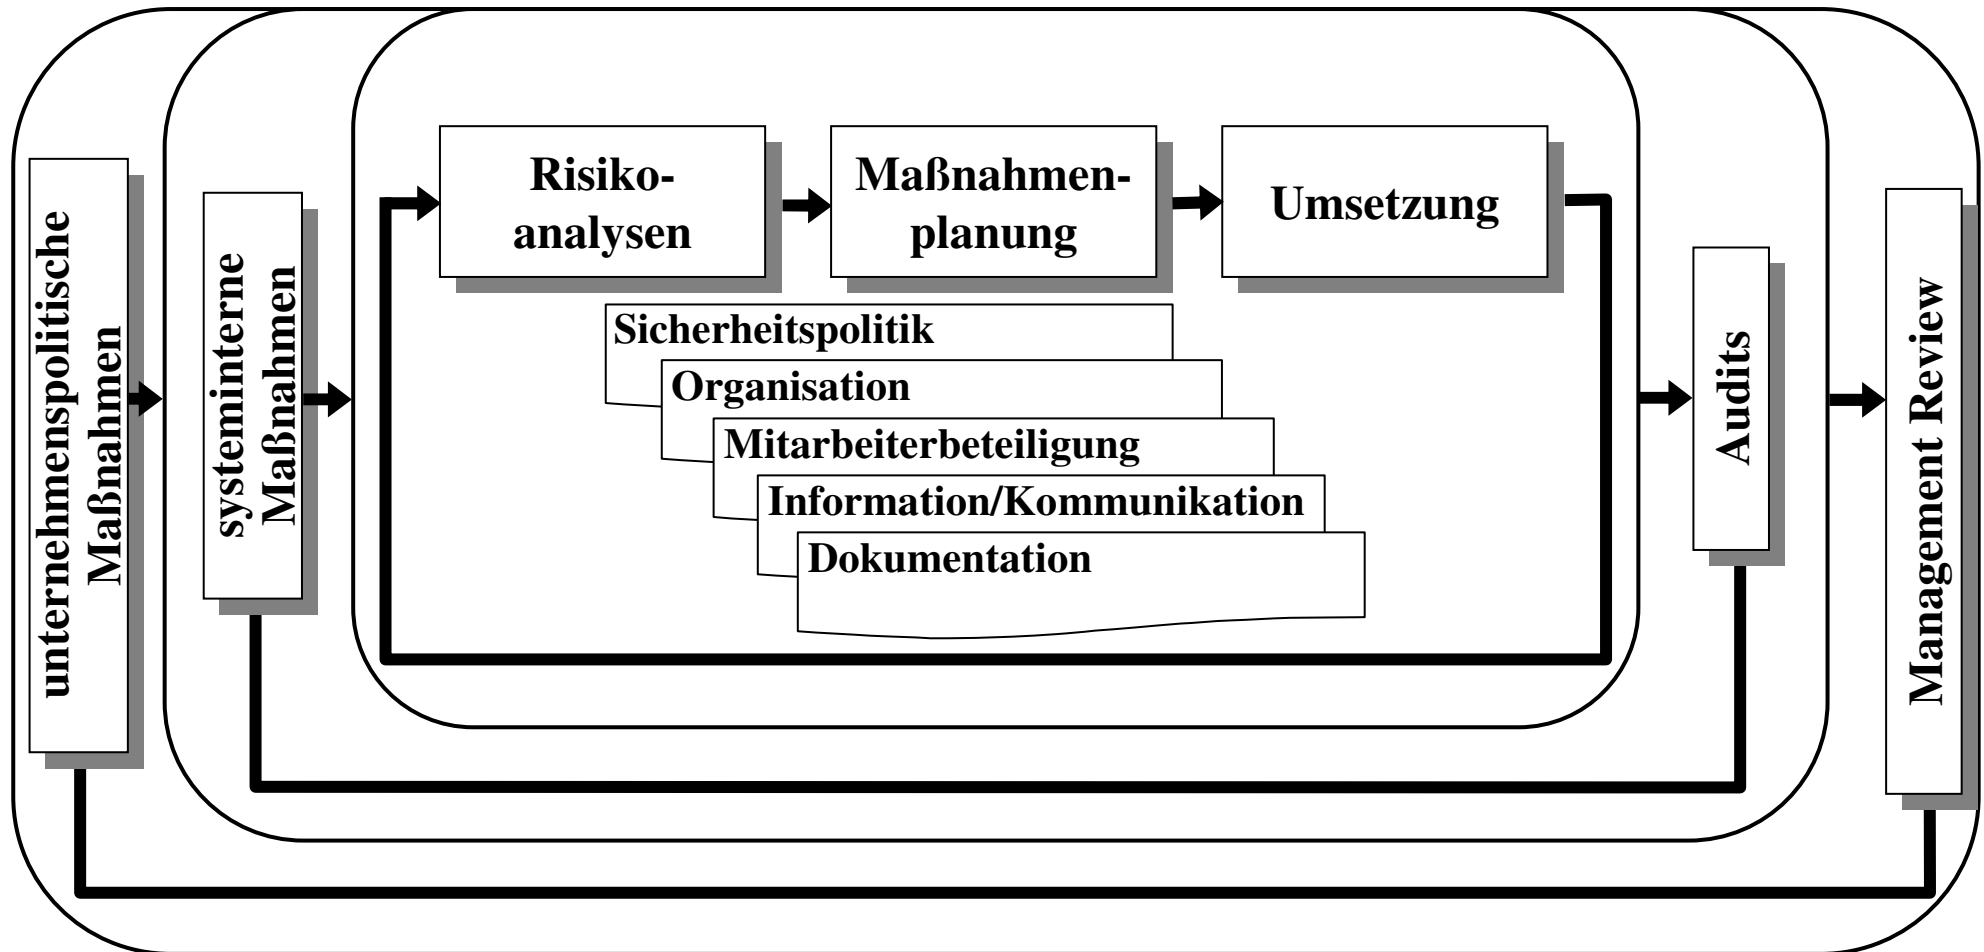 unternehmenspolitische
Maßnahmen
systeminterne
Maßnahmen
Risiko-
analysen
Maßnahmen-
planung
Umsetzung
Sicherheitspolitik
Organisation
Mitarbeiterbeteiligung
Information/Kommunikation
Dokumentation
Audits
Management Review